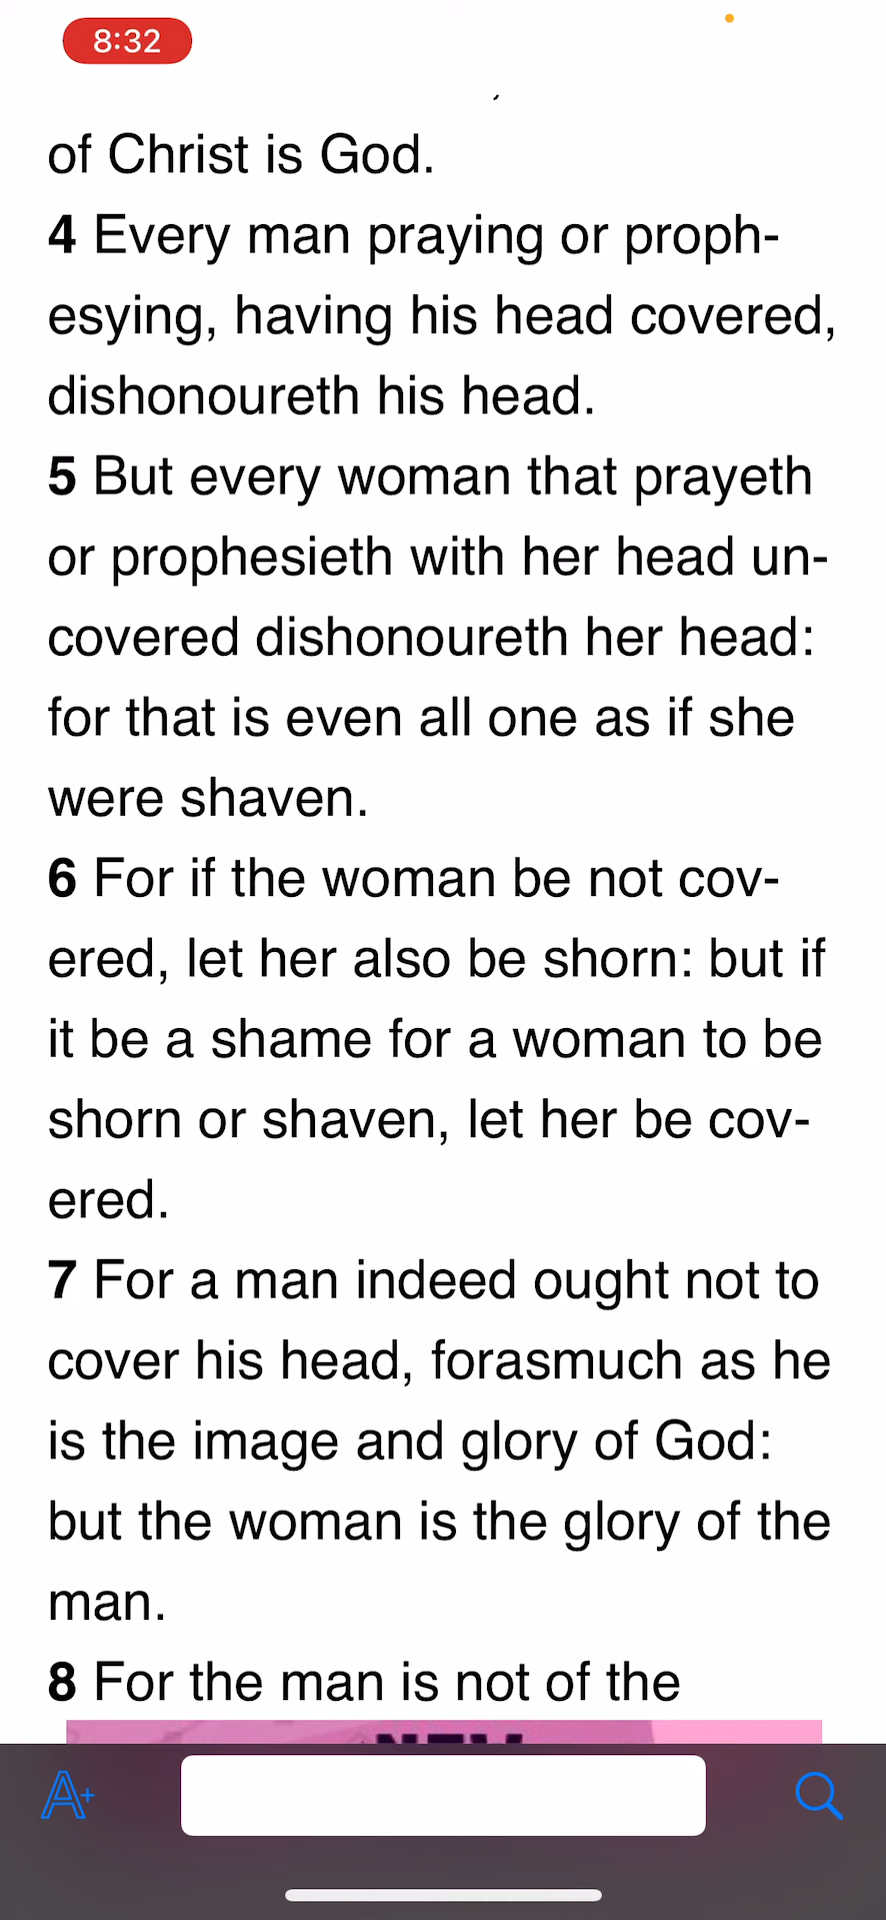 8:32
of Christ is God.
4 Every man praying or proph-
esying, having his head covered,
dishonoureth his head.
5 But every woman that prayeth
or prophesieth with her head un-
covered dishonoureth her head:
for that is even all one as if she
were shaven.
6 For if the woman be not cov-
ered, let her also be shorn: but if
it be a shame for a woman to be
shorn or shaven, let her be cov-
ered.
7 For a man indeed ought not to
cover his head, forasmuch as he
is the image and glory of God:
but the woman is the glory of the
man.
8 For the man is not of the
A+